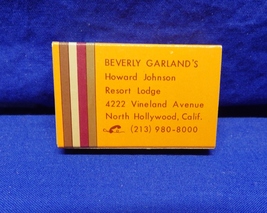 BEVERLY GARLAND'S
Howard Johnson
Resort Lodge
4222 Vineland Avenue
North Hollywood, Calif.
(213) 980-8000